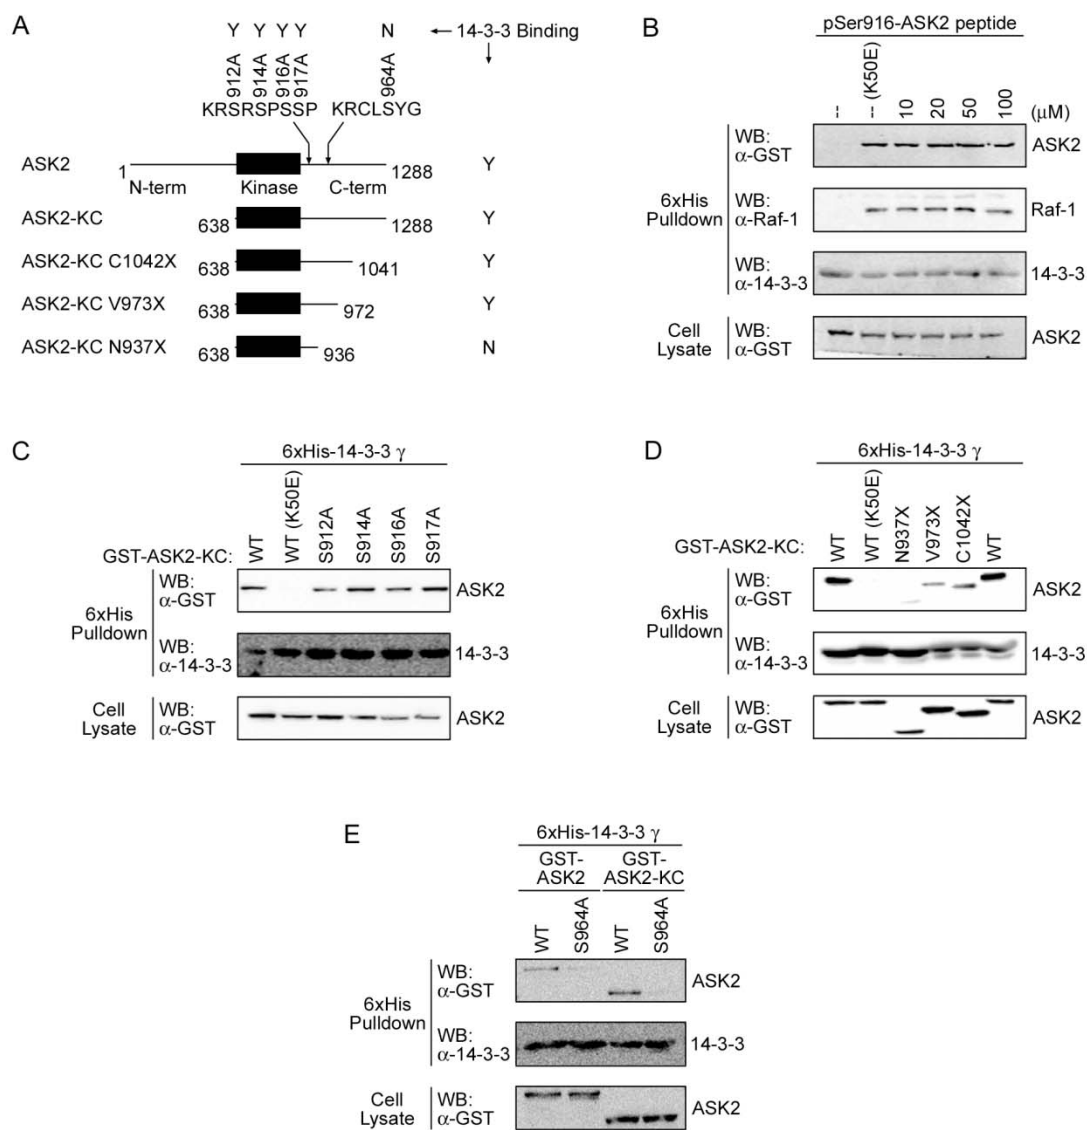 A
Y Y Y Y N ← 14-3-3 Binding
912A 914A 916A 917A 964A
KRSRSPSSP KRCLSYG
ASK2 1 1288 Y
N-term Kinase C-term
ASK2-KC 638 1288 Y
ASK2-KC C1042X 638 1041 Y
ASK2-KC V973X 638 972 Y
ASK2-KC N937X 638 936 N
B
pSer916-ASK2 peptide
-- -- (K50E) 10 20 50 100 (μM)
6xHis Pulldown
WB: α-GST ASK2
WB: α-Raf-1 Raf-1
WB: α-14-3-3 14-3-3
Cell Lysate
WB: α-GST ASK2
C
6xHis-14-3-3 γ
GST-ASK2-KC: WT WT (K50E) S912A S914A S916A S917A
6xHis Pulldown
WB: α-GST ASK2
WB: α-14-3-3 14-3-3
Cell Lysate
WB: α-GST ASK2
D
6xHis-14-3-3 γ
GST-ASK2-KC: WT WT (K50E) N937X V973X C1042X WT
6xHis Pulldown
WB: α-GST ASK2
WB: α-14-3-3 14-3-3
Cell Lysate
WB: α-GST ASK2
E
6xHis-14-3-3 γ
GST-ASK2 GST-ASK2-KC
WT S964A WT S964A
6xHis Pulldown
WB: α-GST ASK2
WB: α-14-3-3 14-3-3
Cell Lysate
WB: α-GST ASK2